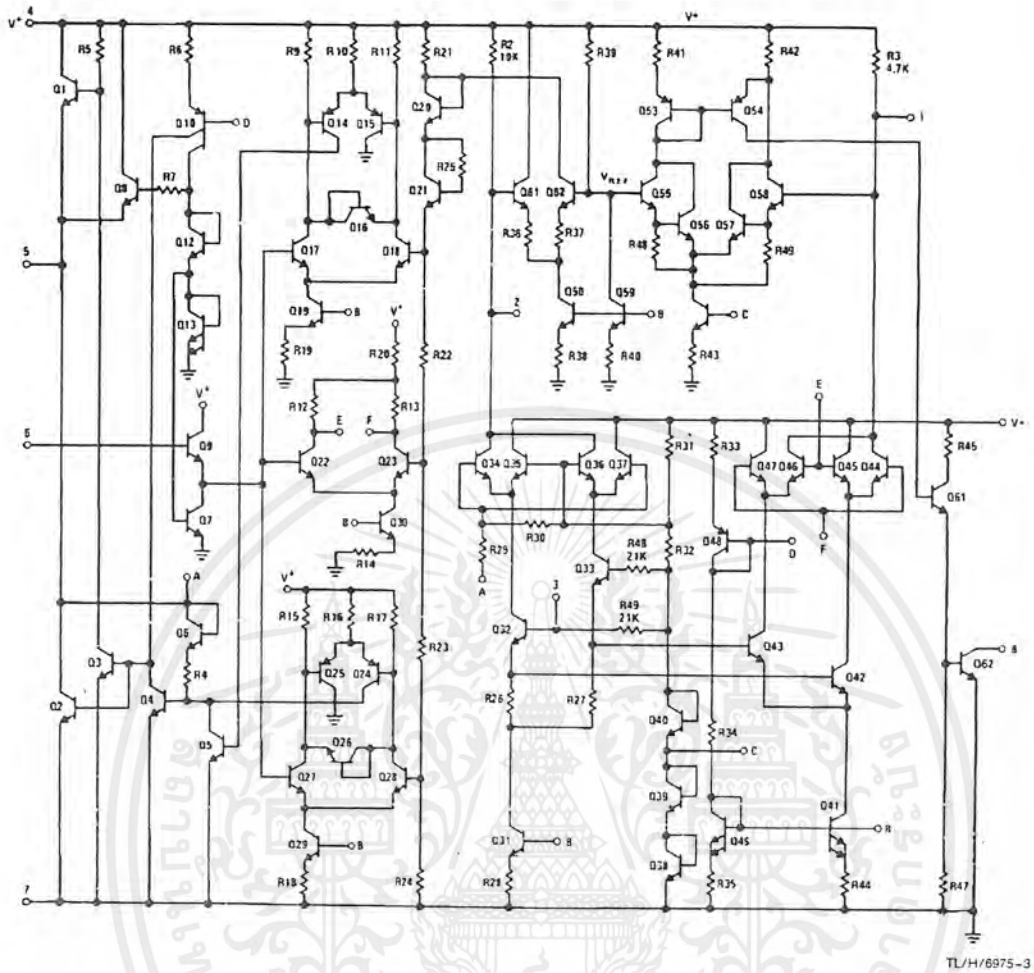 V+ 4 V+
R5 R6 R9 R10 R11 R21 R2 10K R39 R41 R42 R3 4.7K
Q1 Q10 D Q14 Q15 Q20 Q53 Q54 1
Q8 R7 R25 Q21 Q61 Q62 Q55 Q58
Q12 Q16 R36 R37 Q56 Q57
5 Q17 Q18 R48 R49
Q13 Q19 B 2 Q50 Q59 B C
R19 V+ R20 R22 R38 R40 R43
V+ R12 R13 E
6 Q9 E F R31 R33 V+
Q22 Q23 Q34 Q35 Q36 Q37 Q47 Q46 Q45 Q44 R45
Q7 B Q30 R30 Q61
R14 R29 R32 Q48 D F
A V+ A Q33 R48 21K
R15 R16 R17 3 R49 21K
Q6 Q32 Q43
Q3 R4 Q25 Q24 R23 Q42 Q62
Q2 Q4 R26 R27 Q40 R34
Q5 Q26 C
Q27 Q28 Q39 Q41
Q29 B Q31 B Q38 Q45
7 R18 R24 R28 R35 R44 R47
TL/H/6975-3